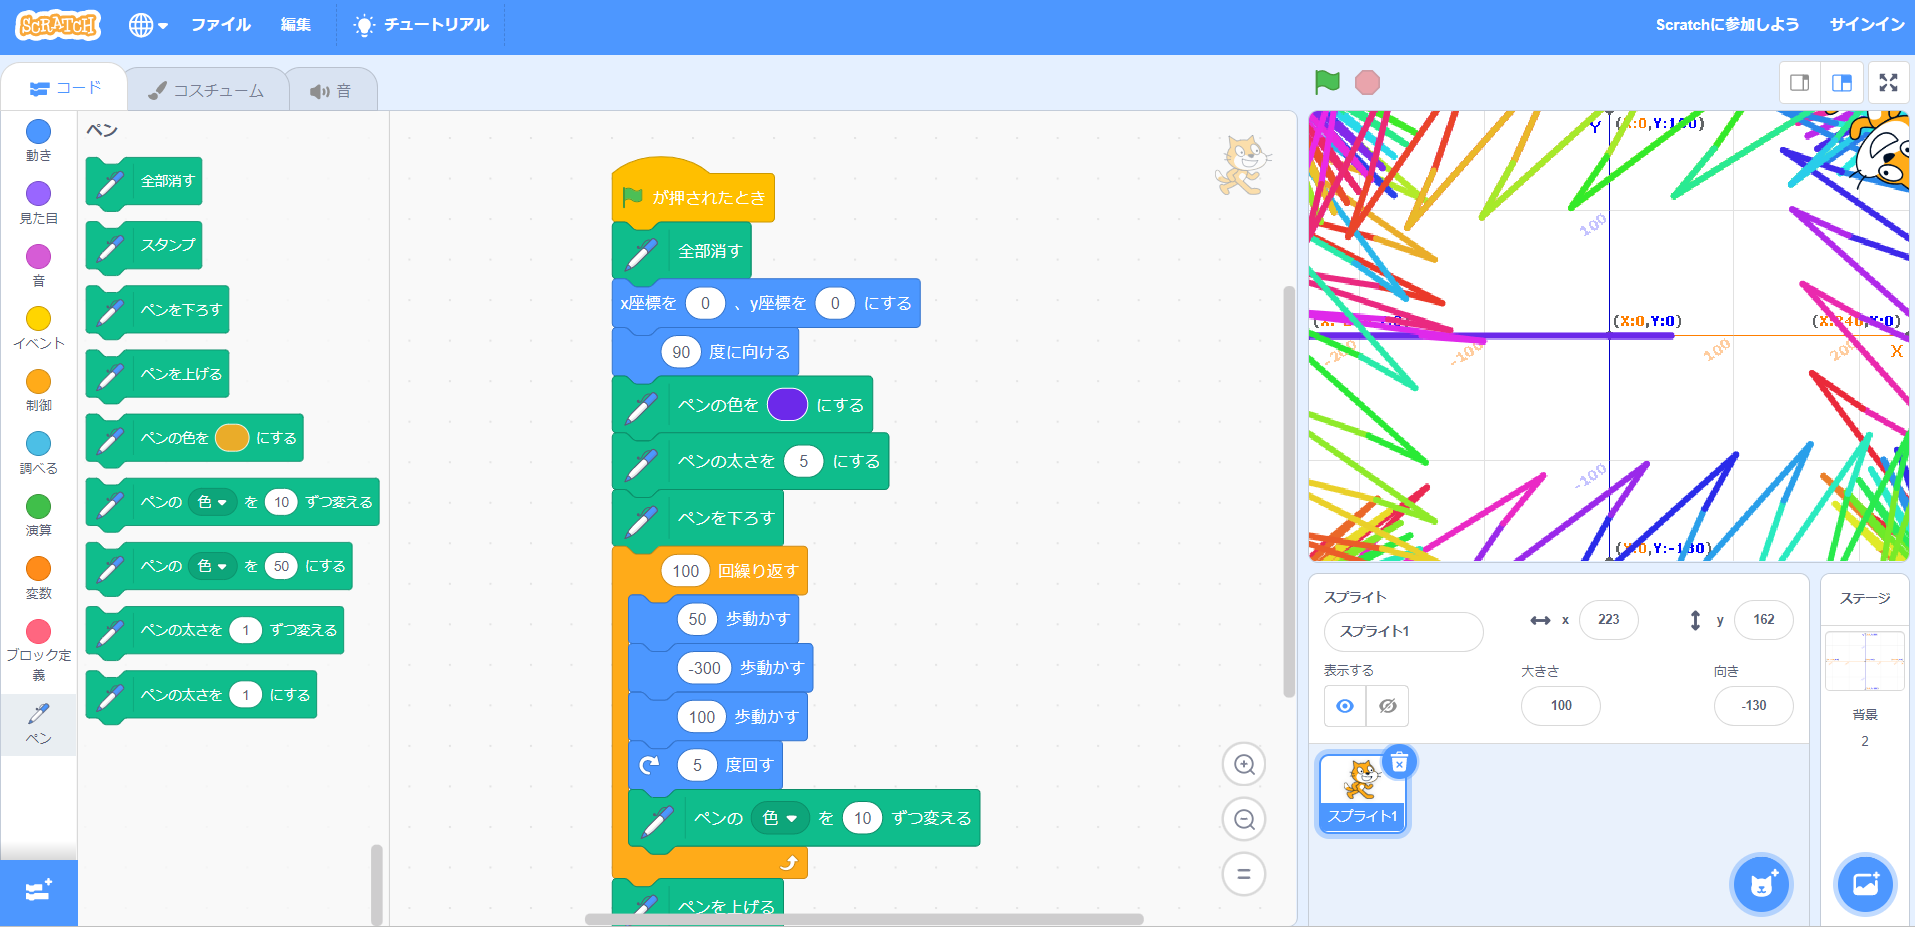 SCRATCH ファイル 編集 チュートリアル Scratchに参加しよう サインイン
コード コスチューム 音
動き
見た目
音
イベント
制御
調べる
演算
変数
ブロック定
義
ペン
ペン
全部消す
スタンプ
ペンを下ろす
ペンを上げる
ペンの色を にする
ペンの 色 を 10 ずつ変える
ペンの 色 を 50 にする
ペンの太さを 1 ずつ変える
ペンの太さを 1 にする
が押されたとき
全部消す
x座標を 0 、y座標を 0 にする
90 度に向ける
ペンの色を にする
ペンの太さを 5 にする
ペンを下ろす
100 回繰り返す
50 歩動かす
-300 歩動かす
100 歩動かす
5 度回す
ペンの 色 を 10 ずつ変える
ペンを上げる
Y (X:0,Y:180)
100
(X:0,Y:0)
(X:240,Y:0)
-200 -100 100 200 X
-100
(X:0,Y:-180)
スプライト
スプライト1
x 223 y 162
表示する 大きさ 向き
100 -130
スプライト1
ステージ
背景
2